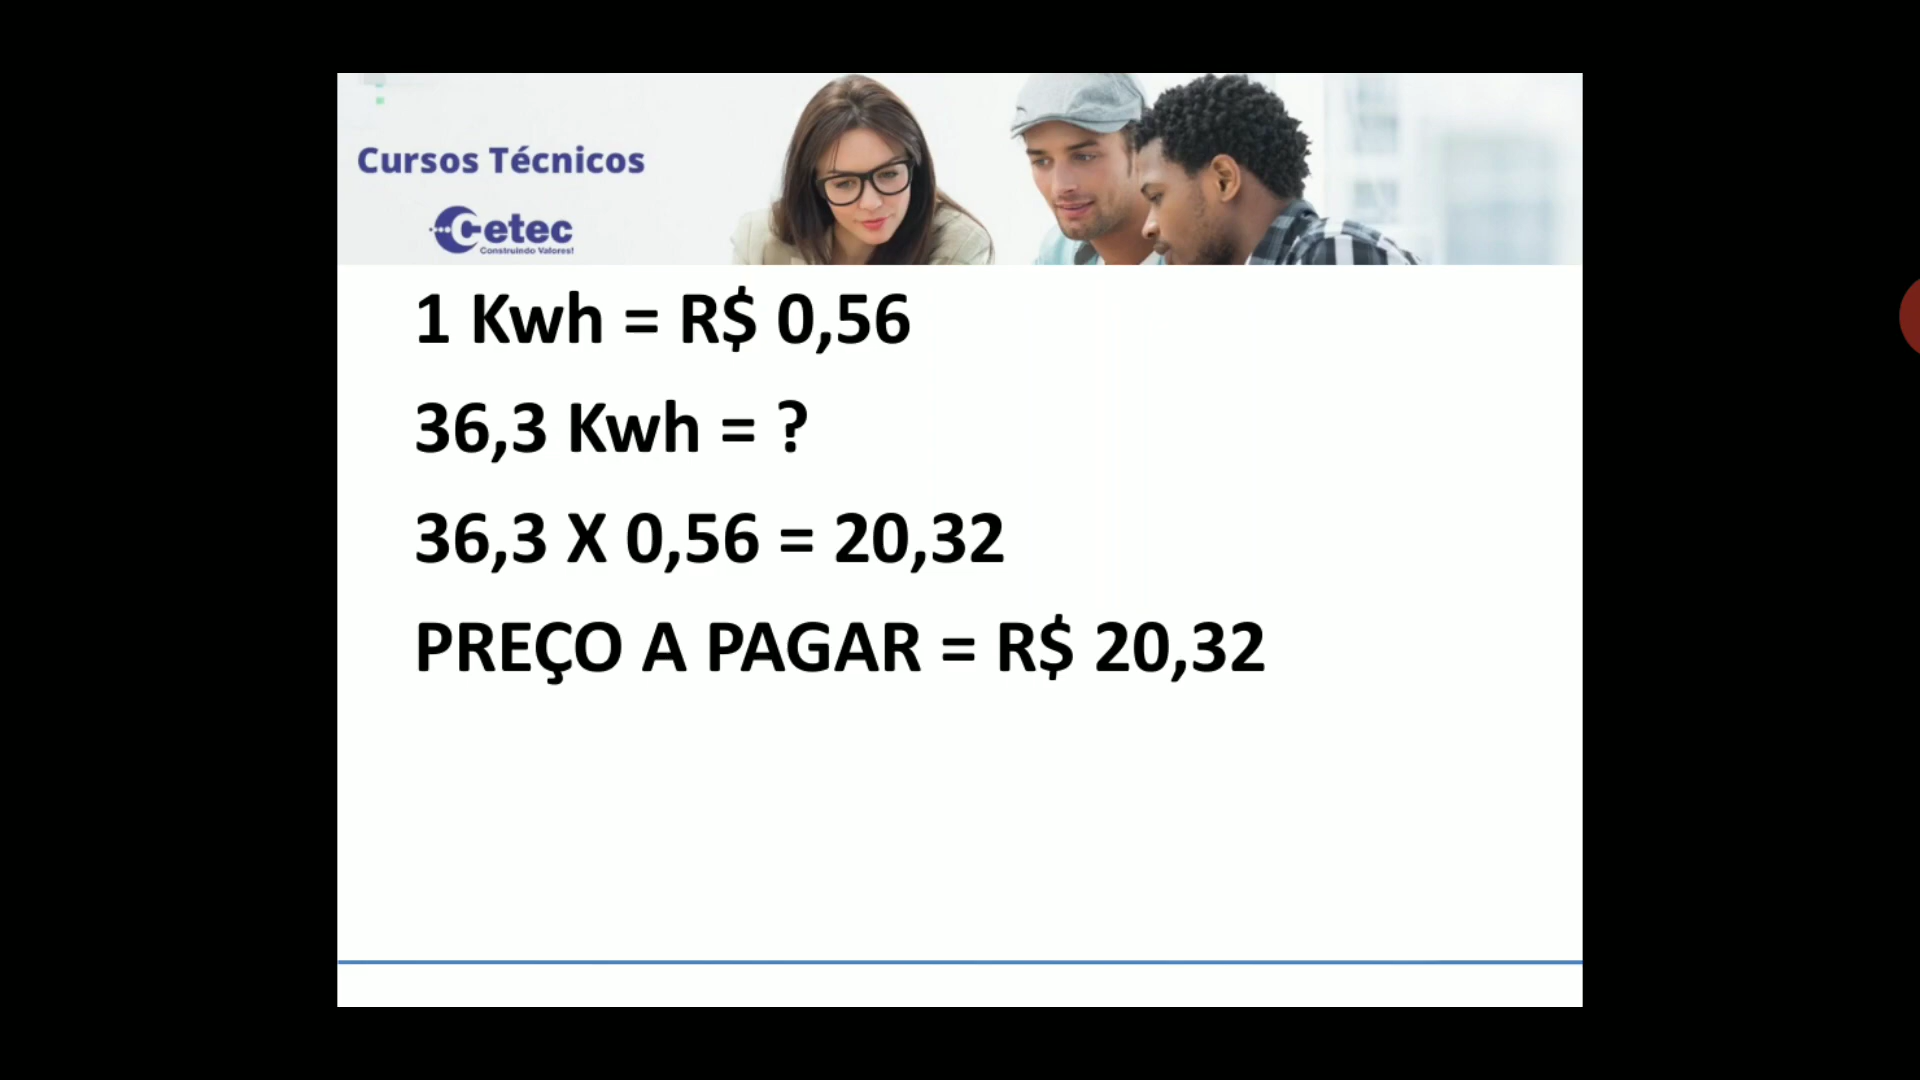 Cursos Técnicos
Cetec
Construindo Valores!
1 Kwh = R$ 0,56
36,3 Kwh = ?
36,3 X 0,56 = 20,32
PREÇO A PAGAR = R$ 20,32